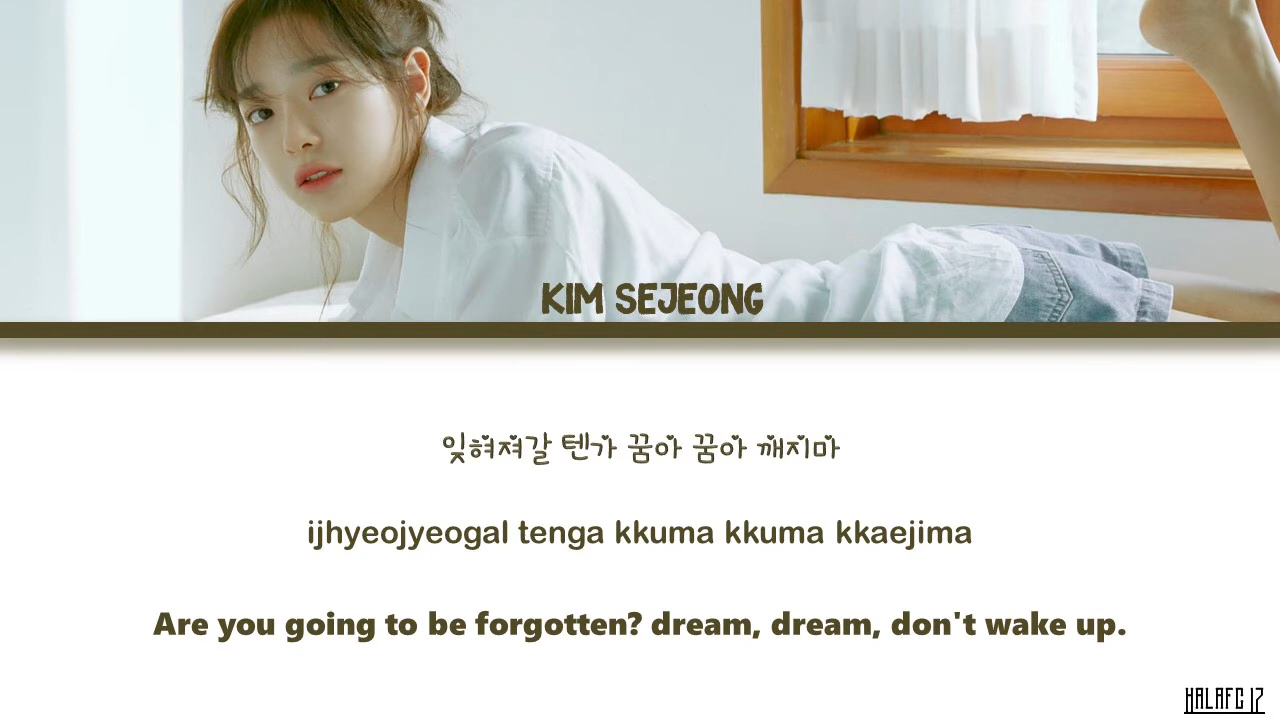 KIM SEJEONG
잊혀져갈 텐가 꿈아 꿈아 깨지마
ijhyeojyeogal tenga kkuma kkuma kkaejima
Are you going to be forgotten? dream, dream, don't wake up.
HALAFC 17